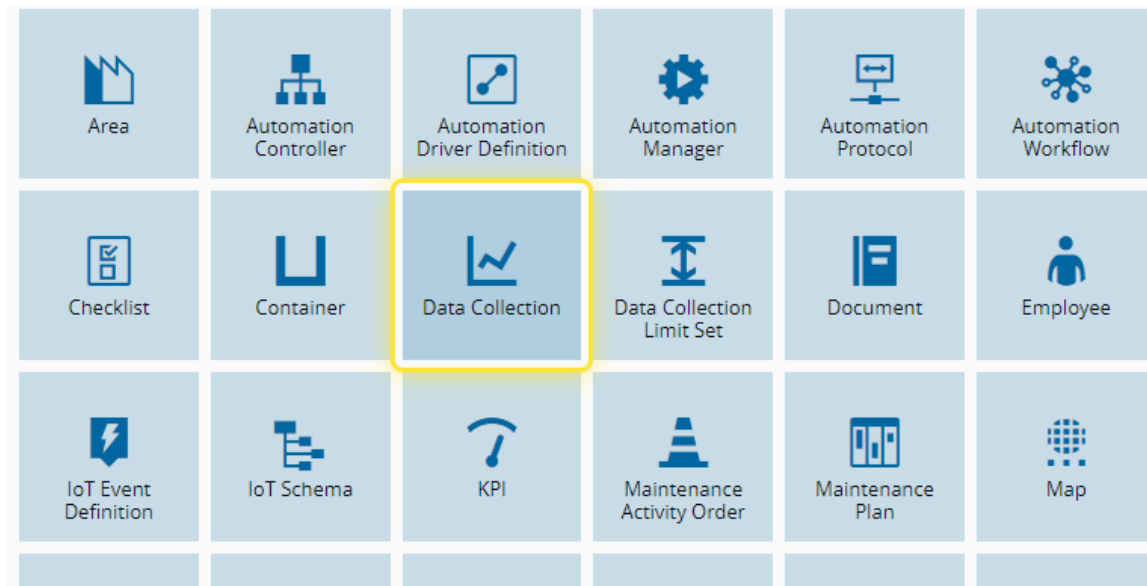 Area
Automation
Controller
Automation
Driver Definition
Automation
Manager
Automation
Protocol
Automation
Workflow
Checklist
Container
Data Collection
Data Collection
Limit Set
Document
Employee
IoT Event
Definition
IoT Schema
KPI
Maintenance
Activity Order
Maintenance
Plan
Map